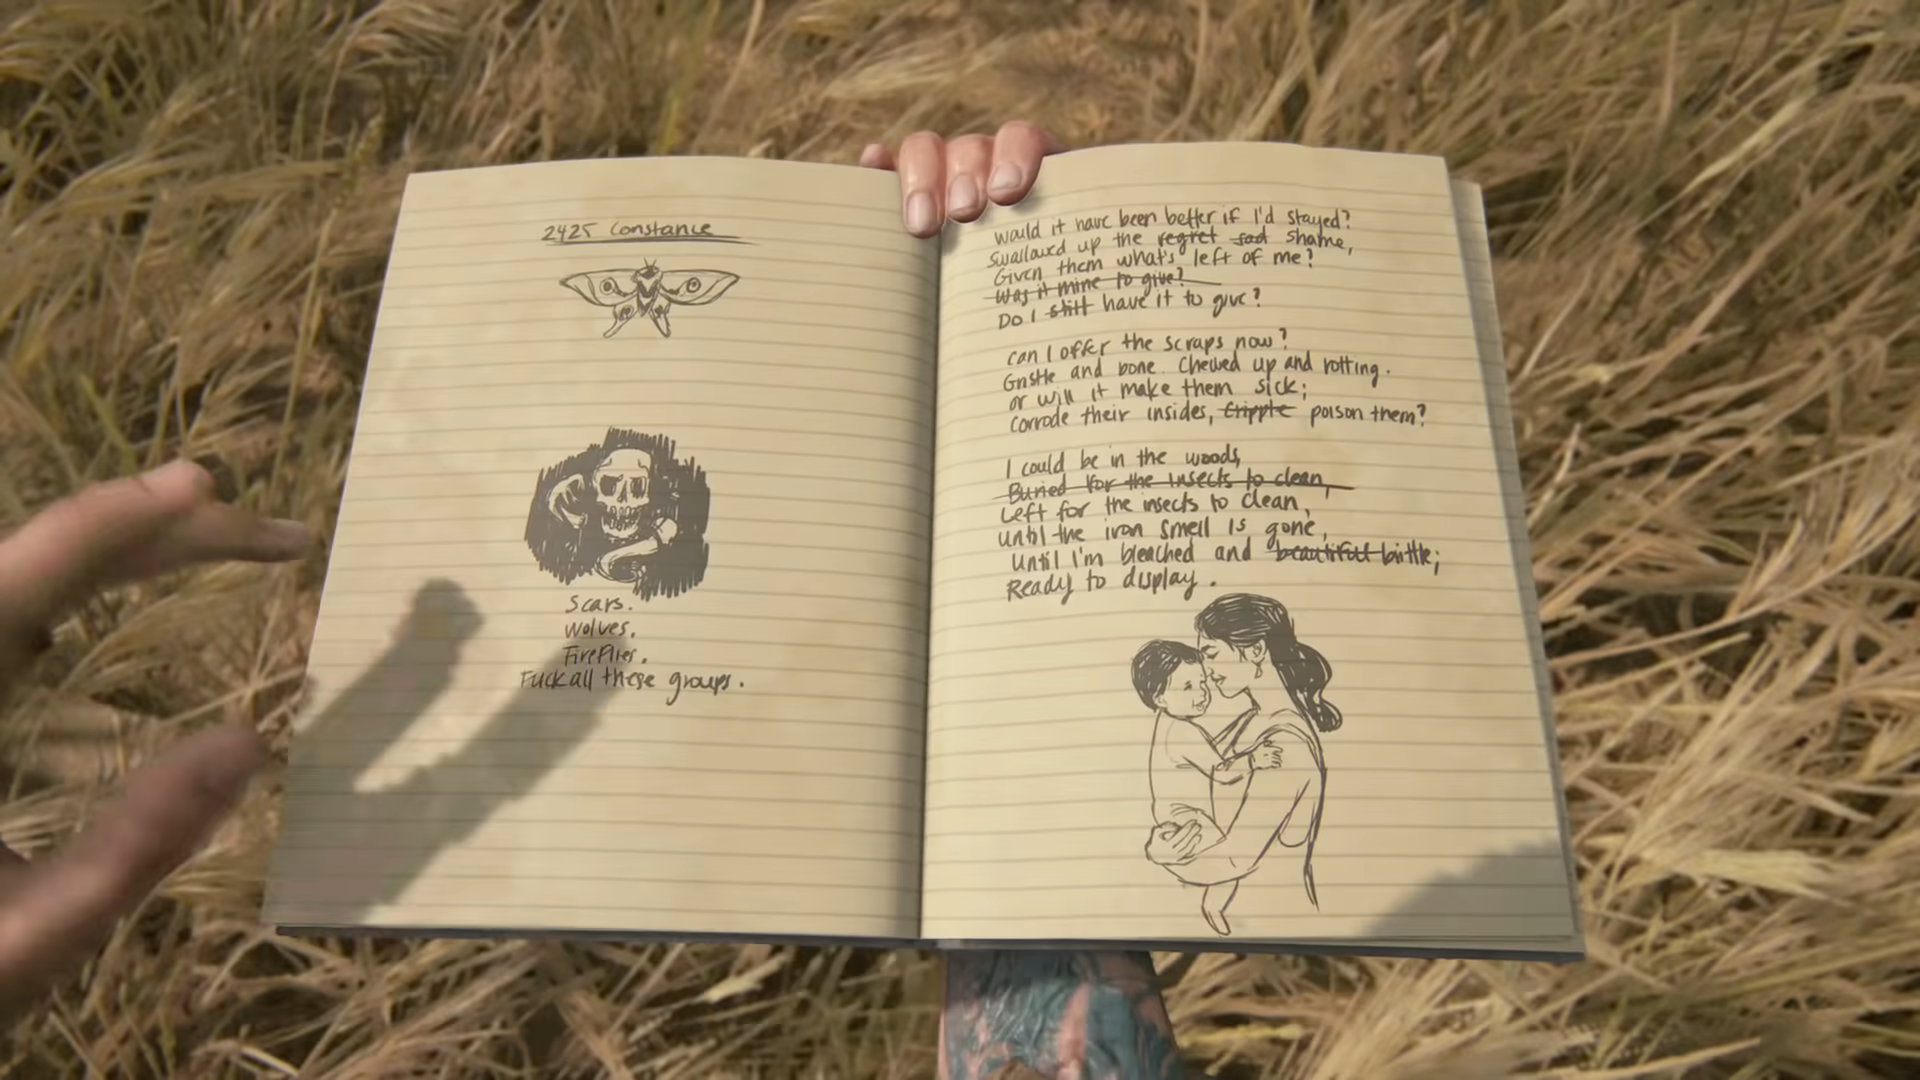 2425 Constance
Scars.
Wolves.
Fireflies.
Fuck all these groups.
Would it have been better if I'd stayed?
Swallowed up the regret sad shame,
Given them what's left of me?
Was it mine to give?
Do I still have it to give?
Can I offer the scraps now?
Gristle and bone. Chewed up and rotting.
or will it make them sick;
Corrode their insides, Cripple poison them?
I could be in the woods,
Buried for the insects to clean,
Left for the insects to clean,
Until the iron smell is gone,
Until I'm bleached and beautiful brittle;
Ready to display.